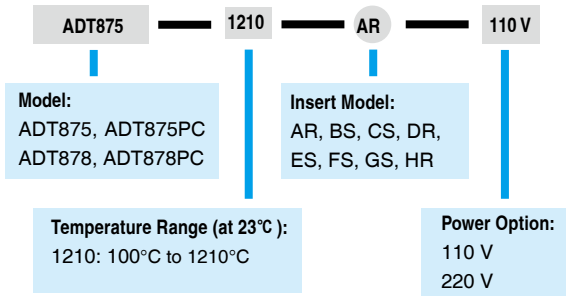 ADT875 1210 AR 110 V
Model:
ADT875, ADT875PC
ADT878, ADT878PC
Insert Model:
AR, BS, CS, DR,
ES, FS, GS, HR
Temperature Range (at 23℃ ):
1210: 100°C to 1210°C
Power Option:
110 V
220 V